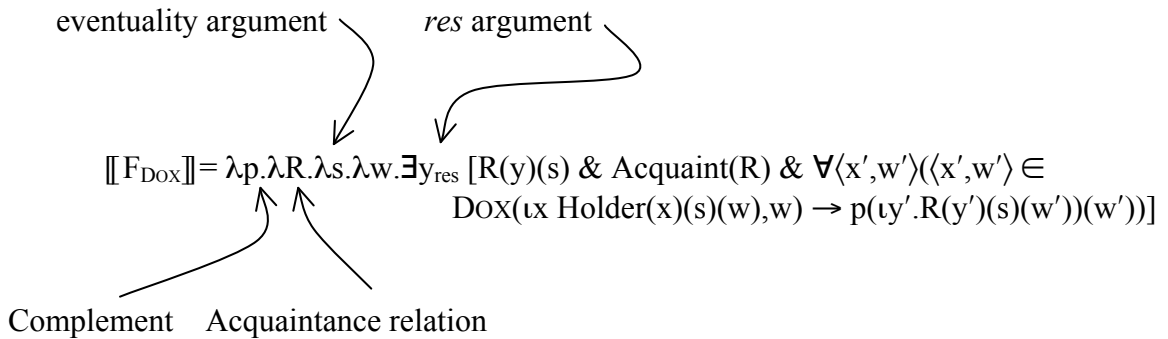 eventuality argument res argument
⟦F_DOX⟧= λp.λR.λs.λw.∃y_res [R(y)(s) & Acquaint(R) & ∀⟨x′,w′⟩(⟨x′,w′⟩ ∈
DOX(ιx Holder(x)(s)(w),w) → p(ιy′.R(y′)(s)(w′))(w′))]
Complement Acquaintance relation